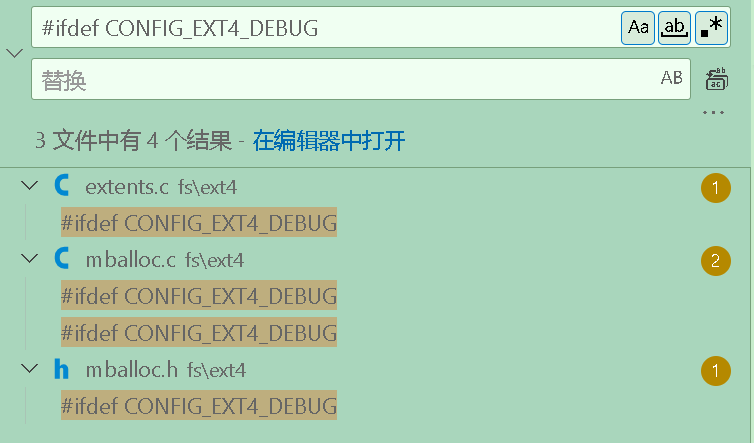 #ifdef CONFIG_EXT4_DEBUG
Aa
ab
.*
替换
AB
ab
ac
...
3 文件中有 4 个结果 - 在编辑器中打开
C extents.c fs\ext4 1
#ifdef CONFIG_EXT4_DEBUG
C mballoc.c fs\ext4 2
#ifdef CONFIG_EXT4_DEBUG
#ifdef CONFIG_EXT4_DEBUG
h mballoc.h fs\ext4 1
#ifdef CONFIG_EXT4_DEBUG